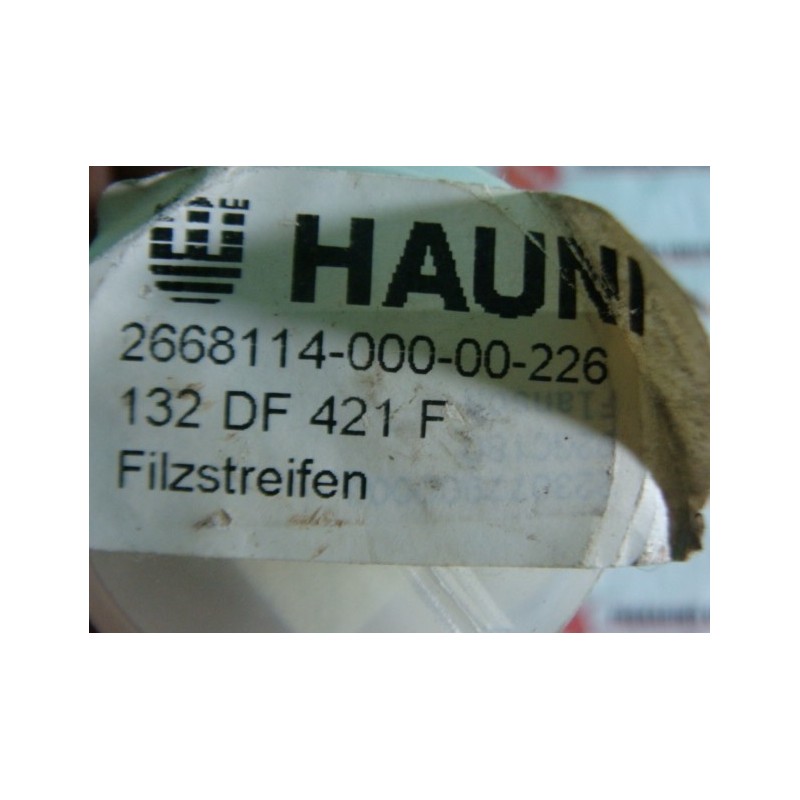 HAUNI
2668114-000-00-226
132 DF 421 F
Filzstreifen